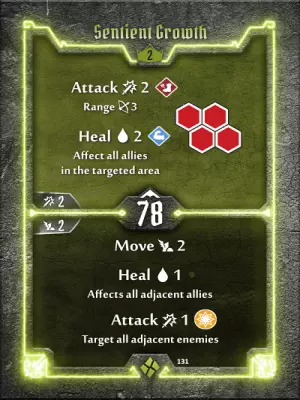 Sentient Growth
2
Attack 2
Range 3
Heal 2
Affect all allies
in the targeted area
2
78
2
Move 2
Heal 1
Affects all adjacent allies
Attack 1
Target all adjacent enemies
131